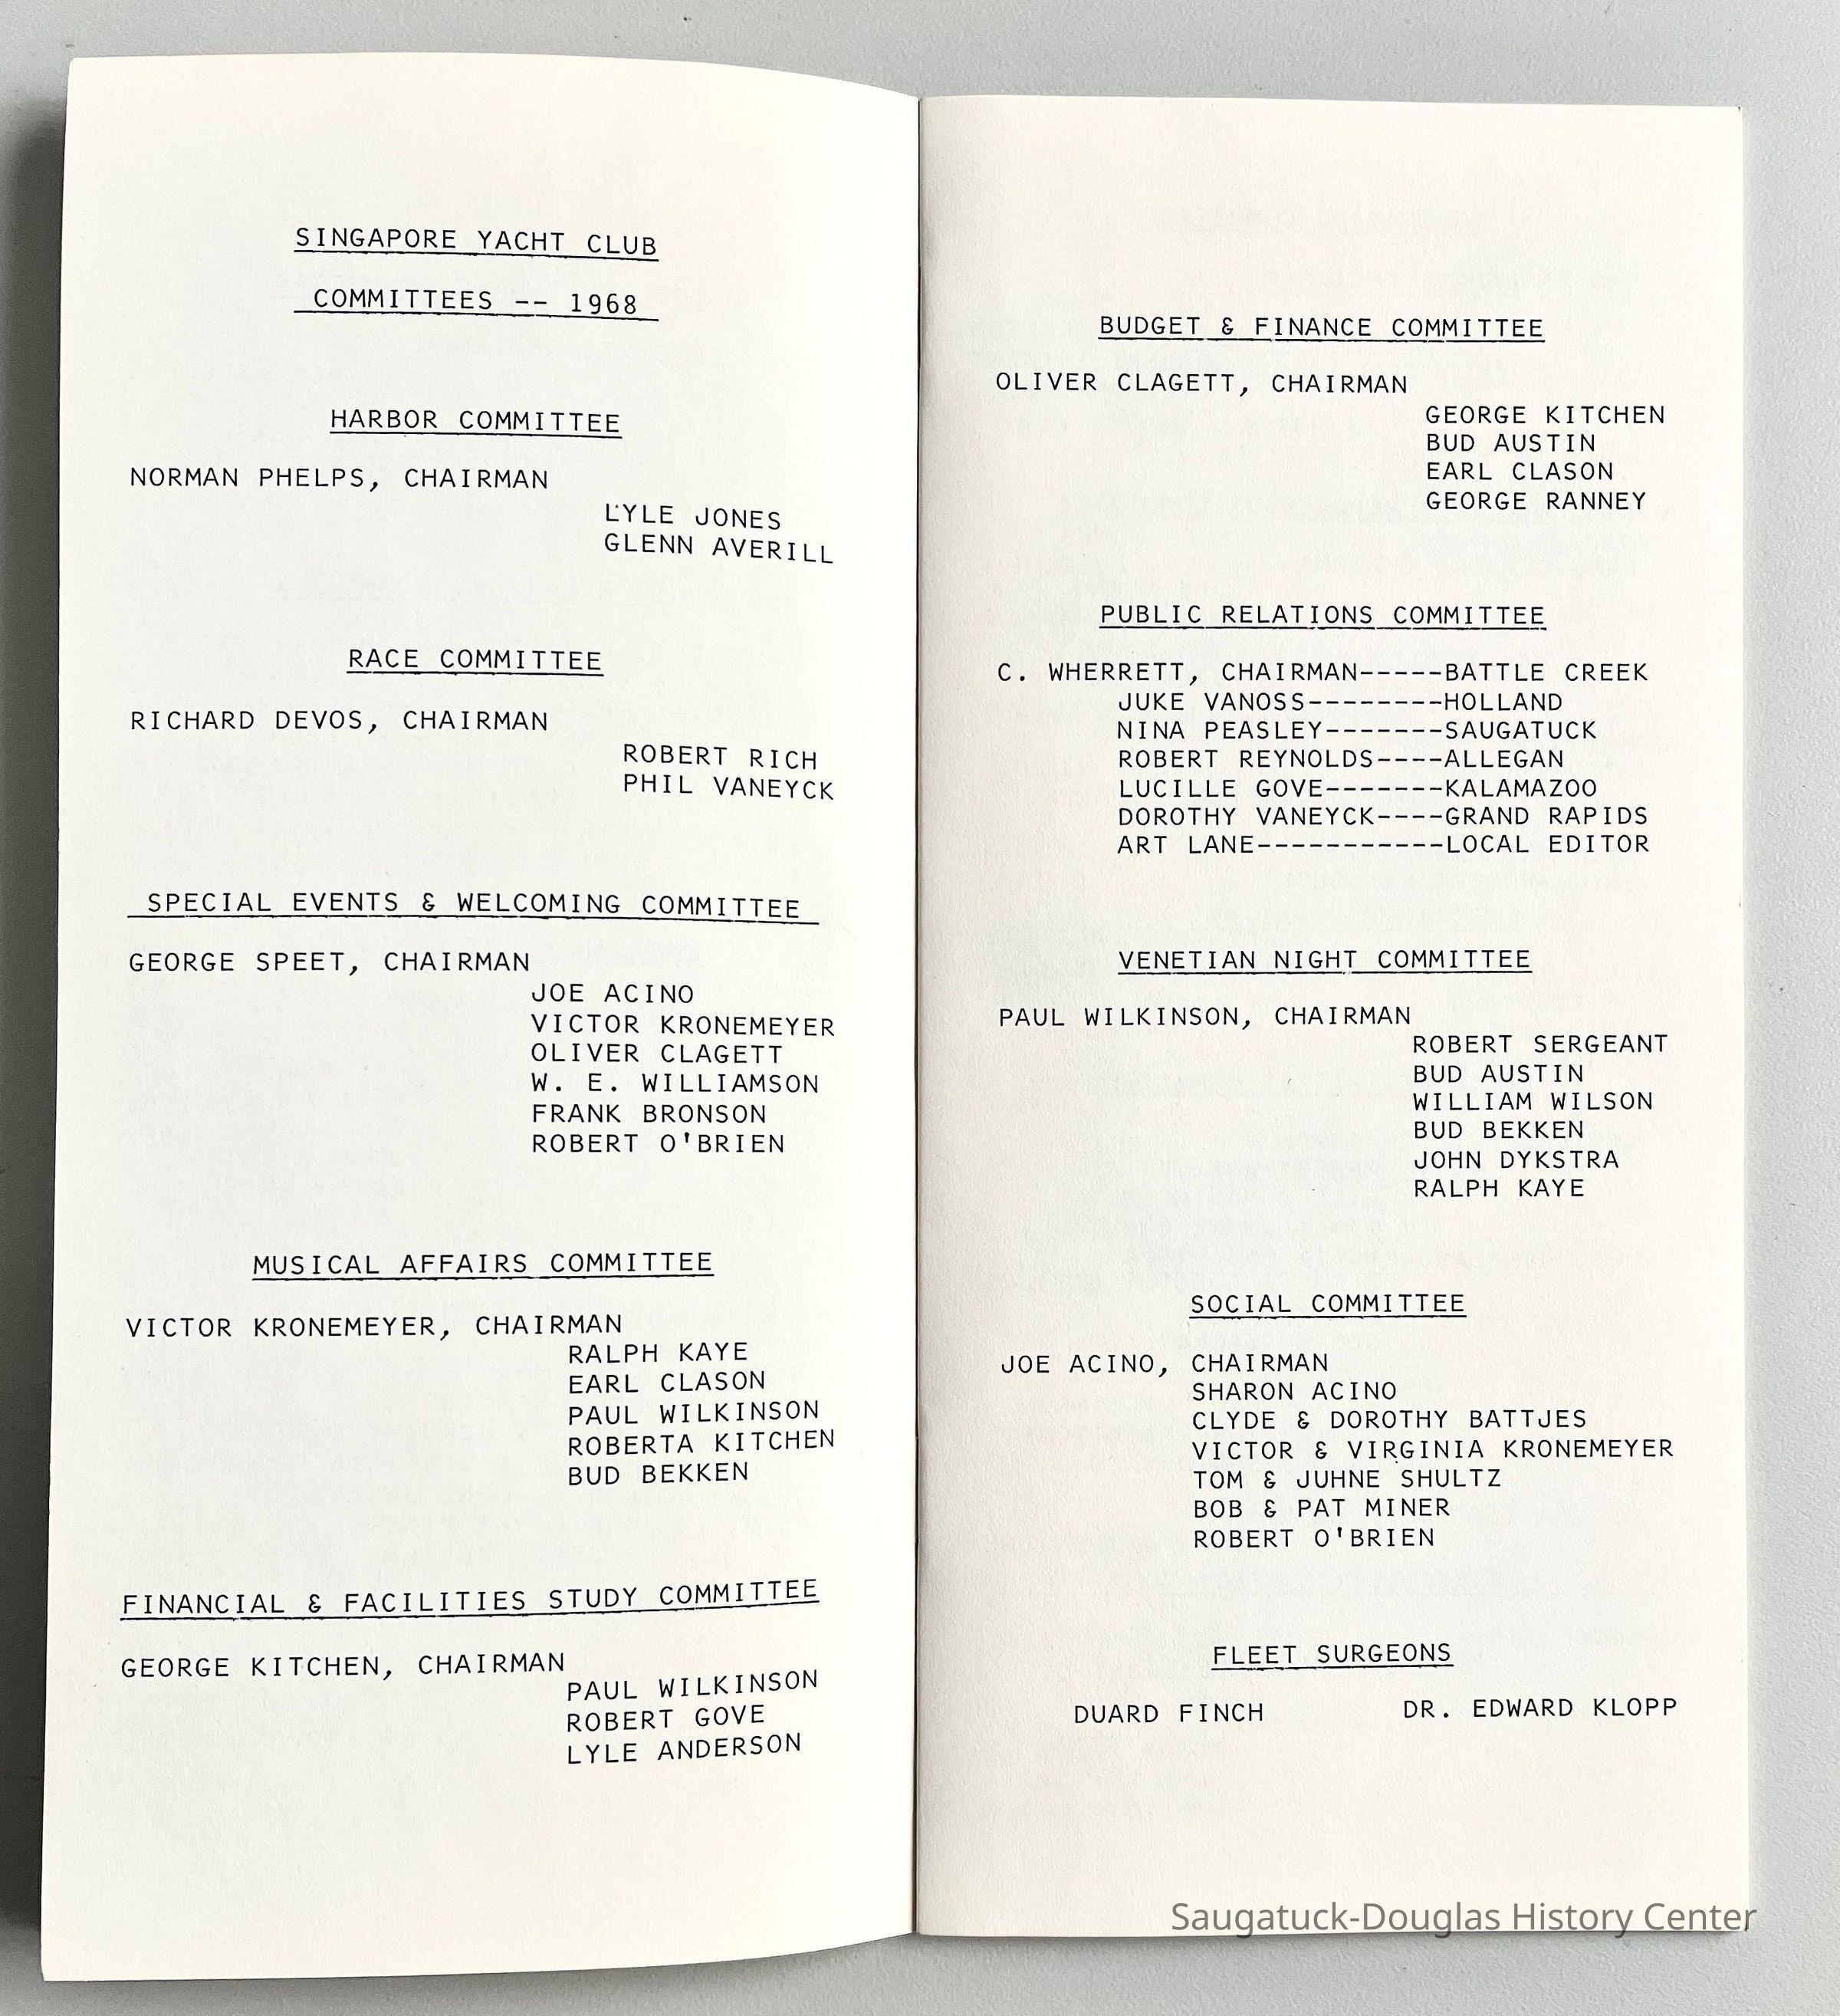 SINGAPORE YACHT CLUB
COMMITTEES -- 1968
HARBOR COMMITTEE
NORMAN PHELPS, CHAIRMAN
LYLE JONES
GLENN AVERILL
RACE COMMITTEE
RICHARD DEVOS, CHAIRMAN
ROBERT RICH
PHIL VANEYCK
SPECIAL EVENTS & WELCOMING COMMITTEE
GEORGE SPEET, CHAIRMAN
JOE ACINO
VICTOR KRONEMEYER
OLIVER CLAGETT
W. E. WILLIAMSON
FRANK BRONSON
ROBERT O'BRIEN
MUSICAL AFFAIRS COMMITTEE
VICTOR KRONEMEYER, CHAIRMAN
RALPH KAYE
EARL CLASON
PAUL WILKINSON
ROBERTA KITCHEN
BUD BEKKEN
FINANCIAL & FACILITIES STUDY COMMITTEE
GEORGE KITCHEN, CHAIRMAN
PAUL WILKINSON
ROBERT GOVE
LYLE ANDERSON
BUDGET & FINANCE COMMITTEE
OLIVER CLAGETT, CHAIRMAN
GEORGE KITCHEN
BUD AUSTIN
EARL CLASON
GEORGE RANNEY
PUBLIC RELATIONS COMMITTEE
C. WHERRETT, CHAIRMAN-----BATTLE CREEK
JUKE VANOSS--------HOLLAND
NINA PEASLEY-------SAUGATUCK
ROBERT REYNOLDS----ALLEGAN
LUCILLE GOVE-------KALAMAZOO
DOROTHY VANEYCK----GRAND RAPIDS
ART LANE-----------LOCAL EDITOR
VENETIAN NIGHT COMMITTEE
PAUL WILKINSON, CHAIRMAN
ROBERT SERGEANT
BUD AUSTIN
WILLIAM WILSON
BUD BEKKEN
JOHN DYKSTRA
RALPH KAYE
SOCIAL COMMITTEE
JOE ACINO, CHAIRMAN
SHARON ACINO
CLYDE & DOROTHY BATTJES
VICTOR & VIRGINIA KRONEMEYER
TOM & JUHNE SHULTZ
BOB & PAT MINER
ROBERT O'BRIEN
FLEET SURGEONS
DUARD FINCH DR. EDWARD KLOPP
Saugatuck-Douglas History Center